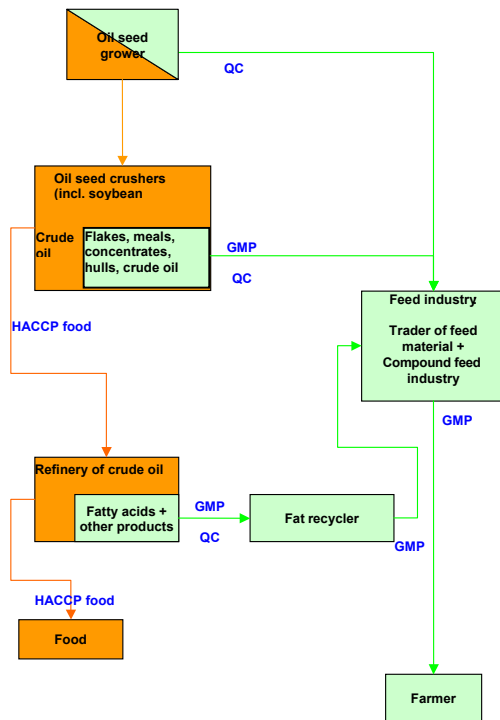 Oil seed
grower
QC
Oil seed crushers
(incl. soybean
Crude
oil
Flakes, meals,
concentrates,
hulls, crude oil
GMP
QC
Feed industry.
Trader of feed
material +
Compound feed
industry
HACCP food
GMP
Refinery of crude oil
Fatty acids +
other products
GMP
QC
Fat recycler
GMP
HACCP food
Food
Farmer